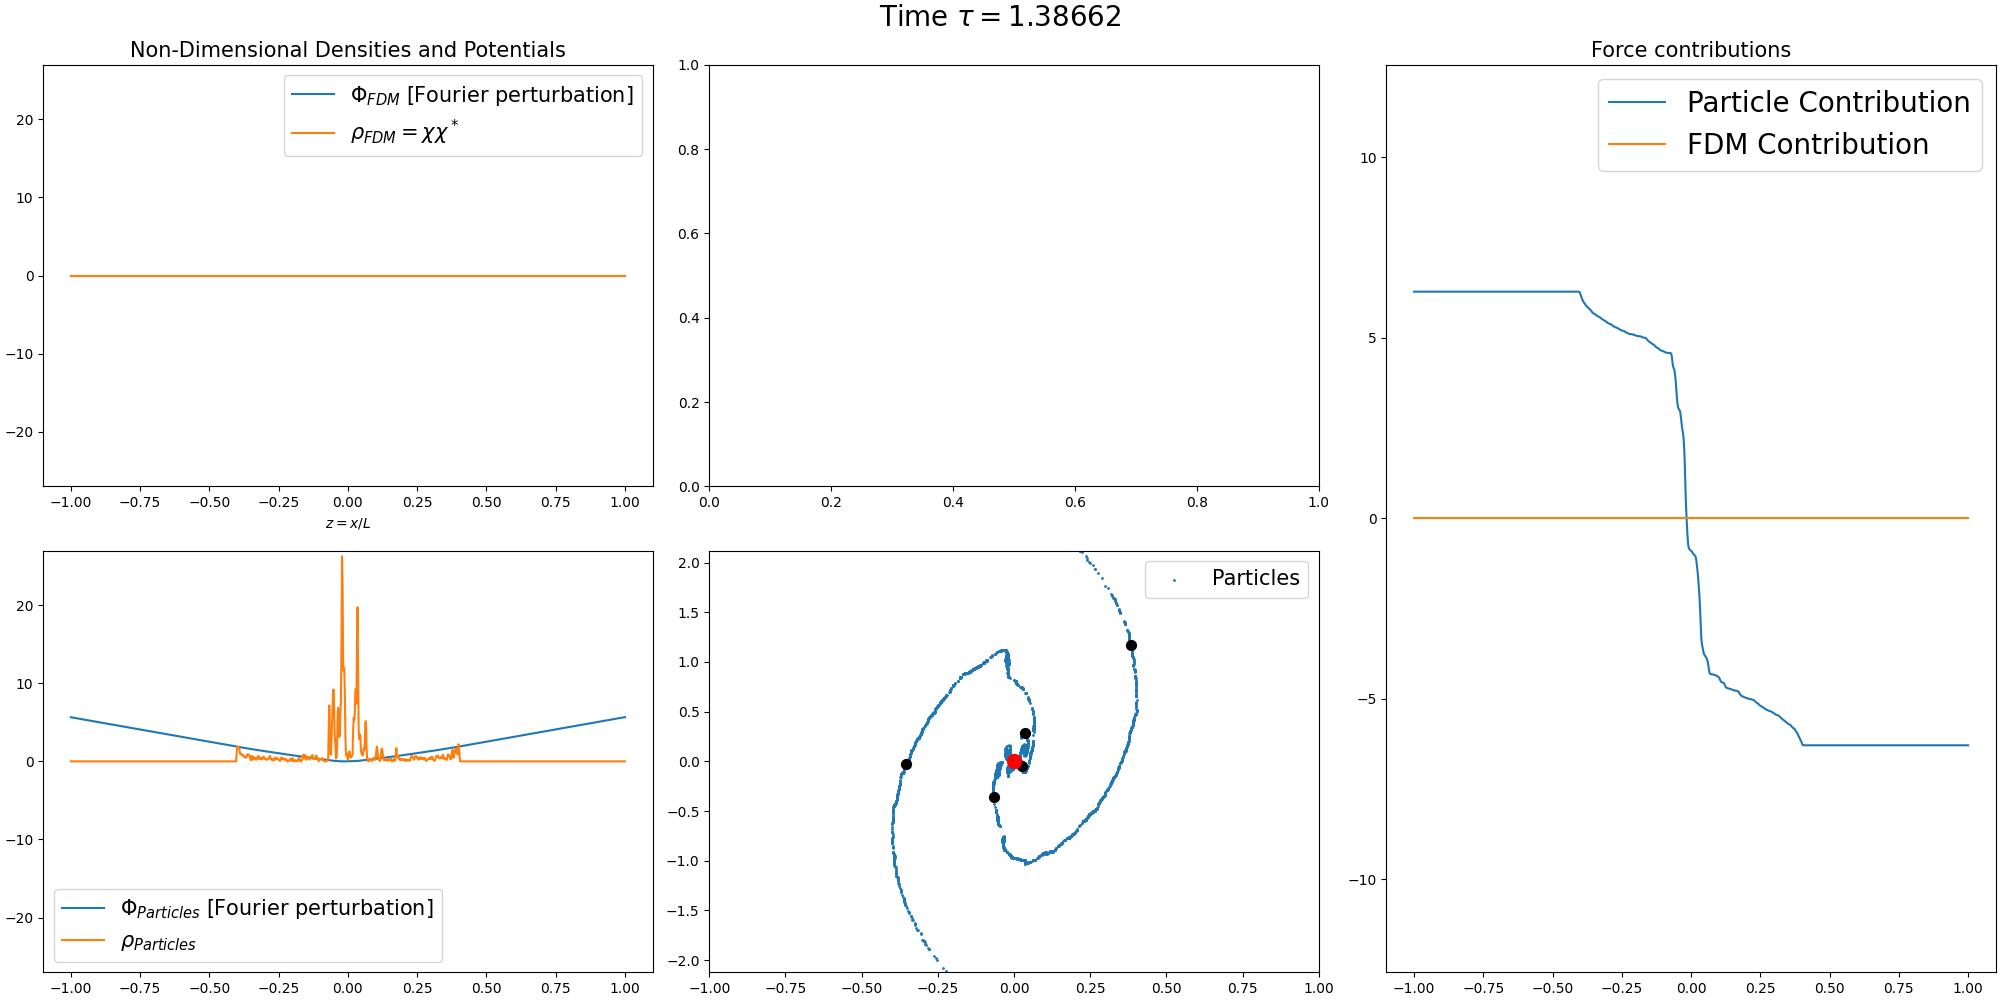 Time τ = 1.38662
Non-Dimensional Densities and Potentials
Φ_FDM [Fourier perturbation]
ρ_FDM = χχ*
20
10
0
−10
−20
−1.00 −0.75 −0.50 −0.25 0.00 0.25 0.50 0.75 1.00
z = x/L
1.0
0.8
0.6
0.4
0.2
0.0
0.0 0.2 0.4 0.6 0.8 1.0
Force contributions
Particle Contribution
FDM Contribution
10
5
0
−5
−10
−1.00 −0.75 −0.50 −0.25 0.00 0.25 0.50 0.75 1.00
20
10
0
−10
−20
Φ_Particles [Fourier perturbation]
ρ_Particles
−1.00 −0.75 −0.50 −0.25 0.00 0.25 0.50 0.75 1.00
Particles
2.0
1.5
1.0
0.5
0.0
−0.5
−1.0
−1.5
−2.0
−1.00 −0.75 −0.50 −0.25 0.00 0.25 0.50 0.75 1.00